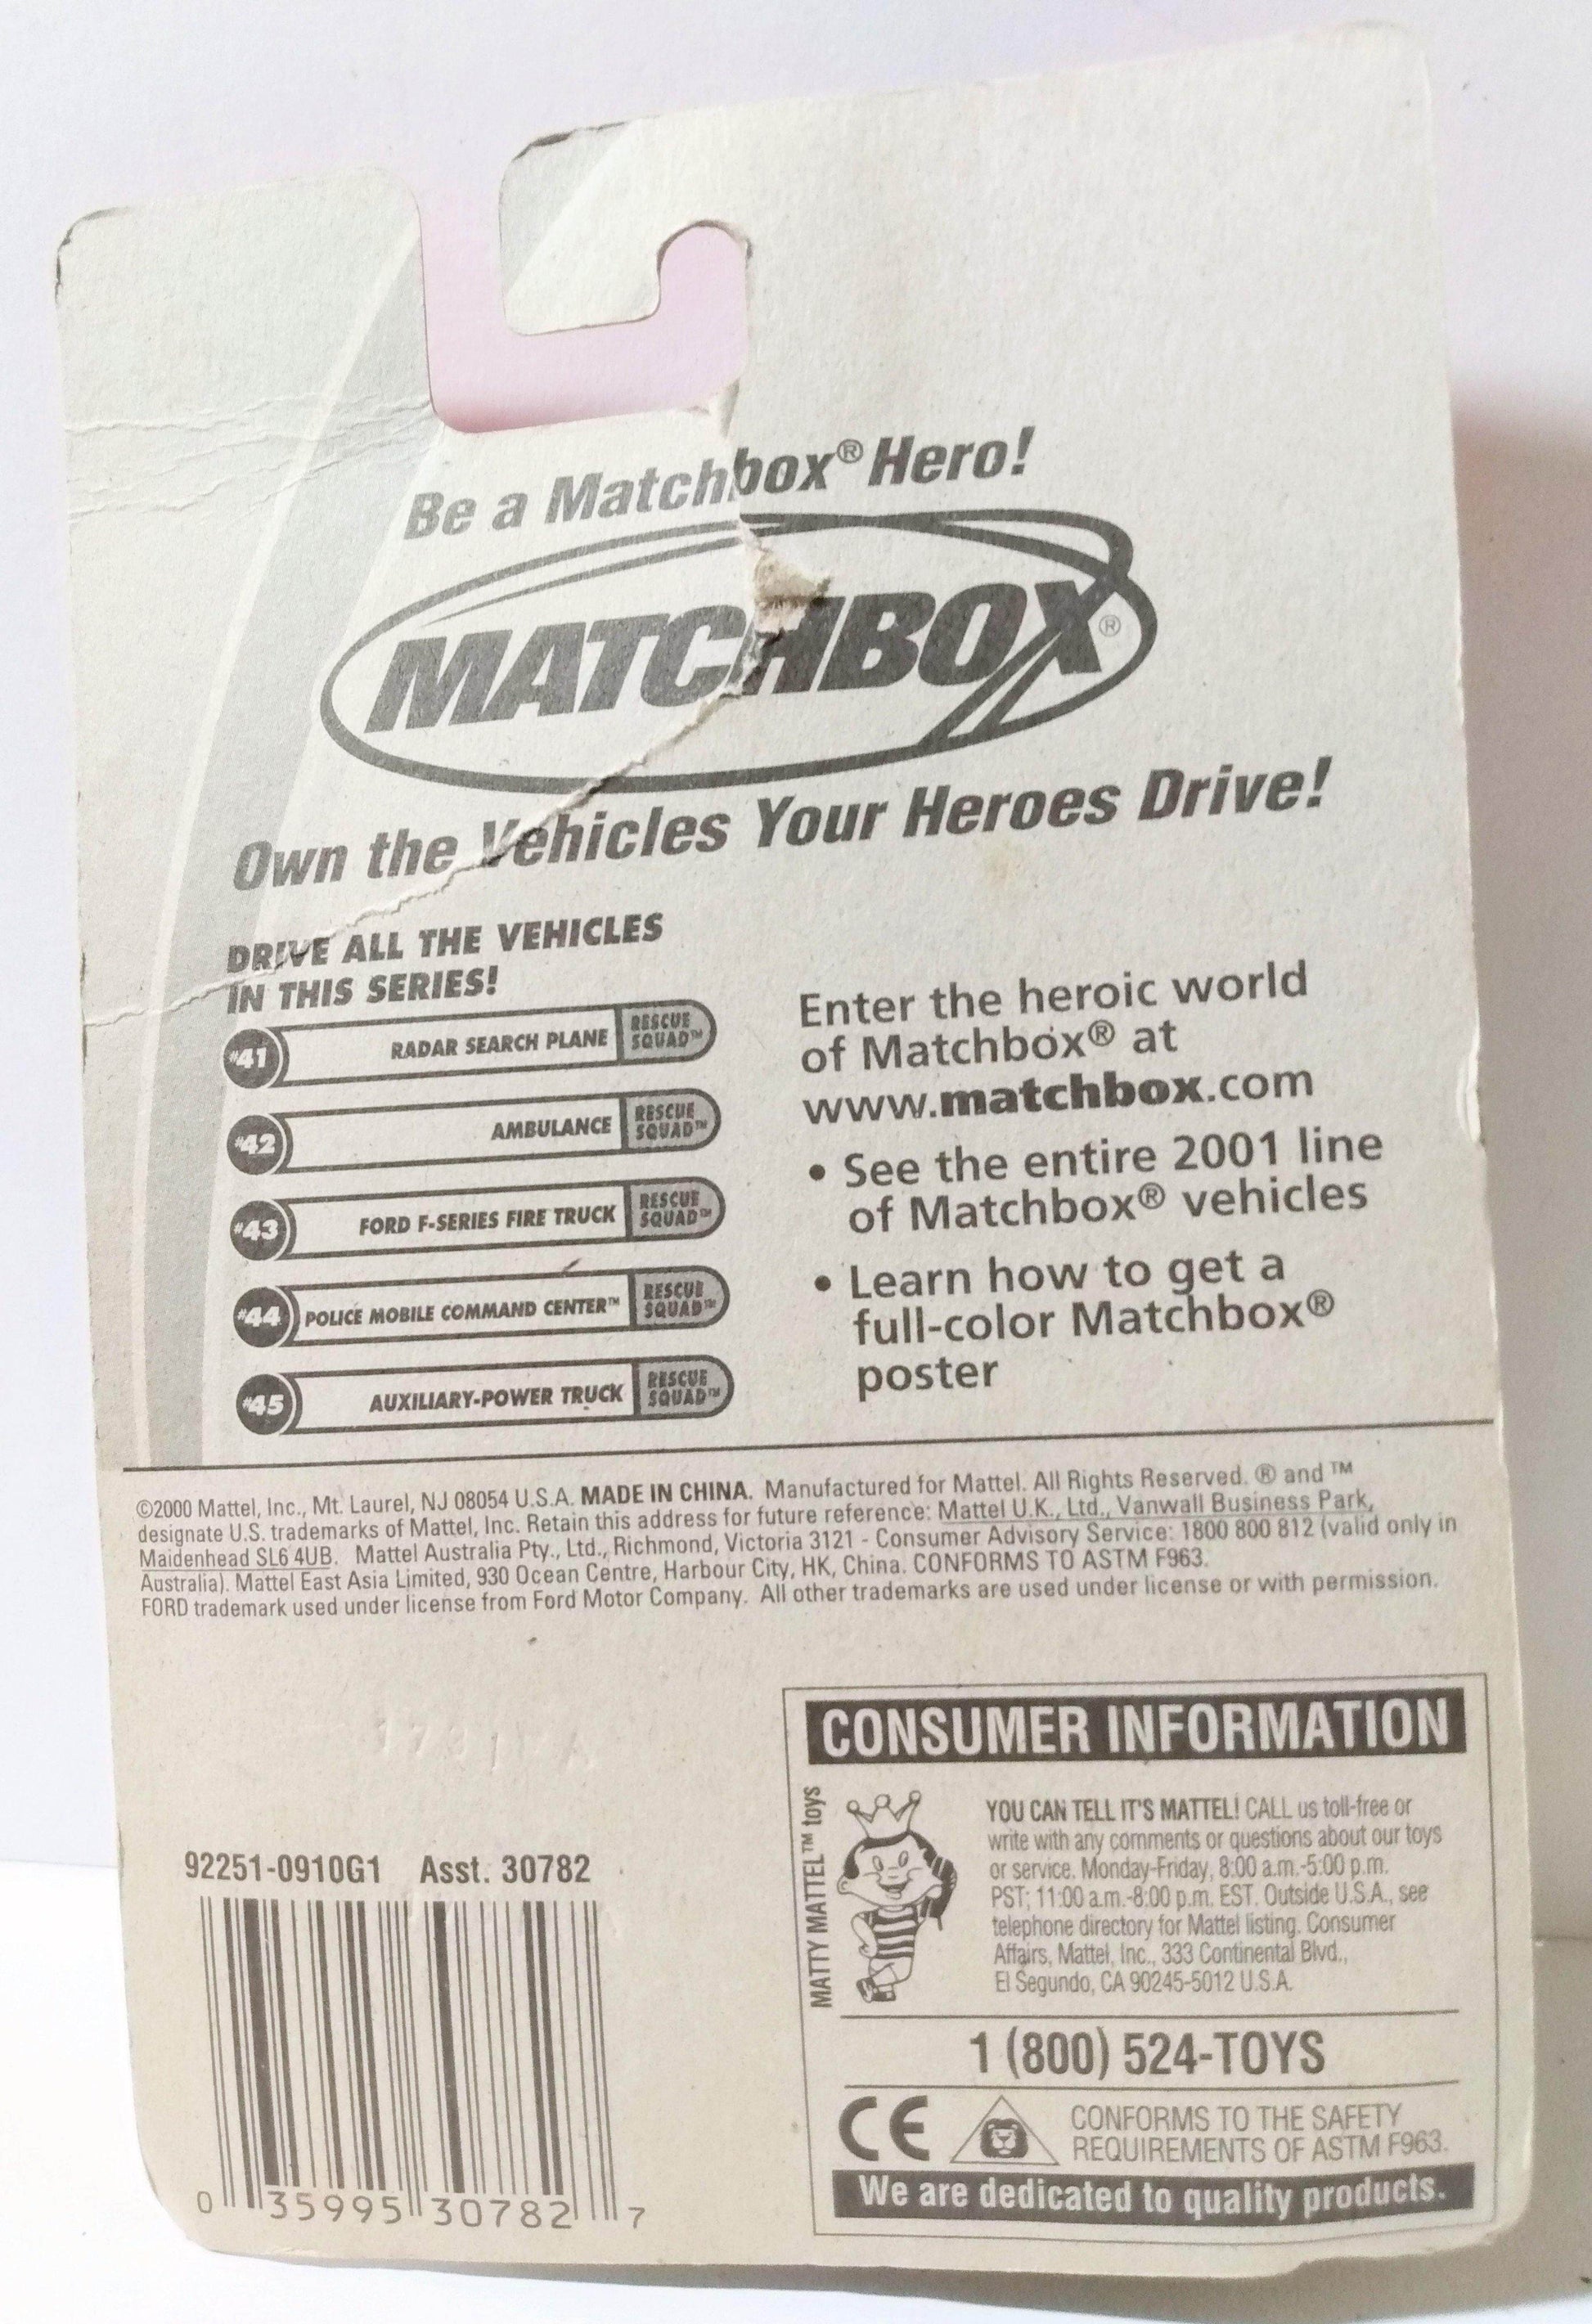 Be a Matchbox® Hero!
MATCHBOX®
Own the Vehicles Your Heroes Drive!
DRIVE ALL THE VEHICLES
IN THIS SERIES!
#41 RADAR SEARCH PLANE RESCUE SQUAD™
#42 AMBULANCE RESCUE SQUAD™
#43 FORD F-SERIES FIRE TRUCK RESCUE SQUAD™
#44 POLICE MOBILE COMMAND CENTER™ RESCUE SQUAD™
#45 AUXILIARY-POWER TRUCK RESCUE SQUAD™
Enter the heroic world
of Matchbox® at
www.matchbox.com
• See the entire 2001 line
of Matchbox® vehicles
• Learn how to get a
full-color Matchbox®
poster
©2000 Mattel, Inc., Mt. Laurel, NJ 08054 U.S.A. MADE IN CHINA. Manufactured for Mattel. All Rights Reserved. ® and ™
designate U.S. trademarks of Mattel, Inc. Retain this address for future reference: Mattel U.K., Ltd., Vanwall Business Park,
Maidenhead SL6 4UB. Mattel Australia Pty., Ltd., Richmond, Victoria 3121 - Consumer Advisory Service: 1800 800 812 (valid only in
Australia). Mattel East Asia Limited, 930 Ocean Centre, Harbour City, HK, China. CONFORMS TO ASTM F963.
FORD trademark used under license from Ford Motor Company. All other trademarks are used under license or with permission.
92251-0910G1 Asst. 30782
0 35995 30782 7
CONSUMER INFORMATION
MATTY MATTEL™ toys
YOU CAN TELL IT'S MATTEL! CALL us toll-free or
write with any comments or questions about our toys
or service. Monday-Friday, 8:00 a.m.-5:00 p.m.
PST; 11:00 a.m.-8:00 p.m. EST. Outside U.S.A., see
telephone directory for Mattel listing. Consumer
Affairs, Mattel, Inc., 333 Continental Blvd.,
El Segundo, CA 90245-5012 U.S.A.
1 (800) 524-TOYS
CE
CONFORMS TO THE SAFETY
REQUIREMENTS OF ASTM F963.
We are dedicated to quality products.